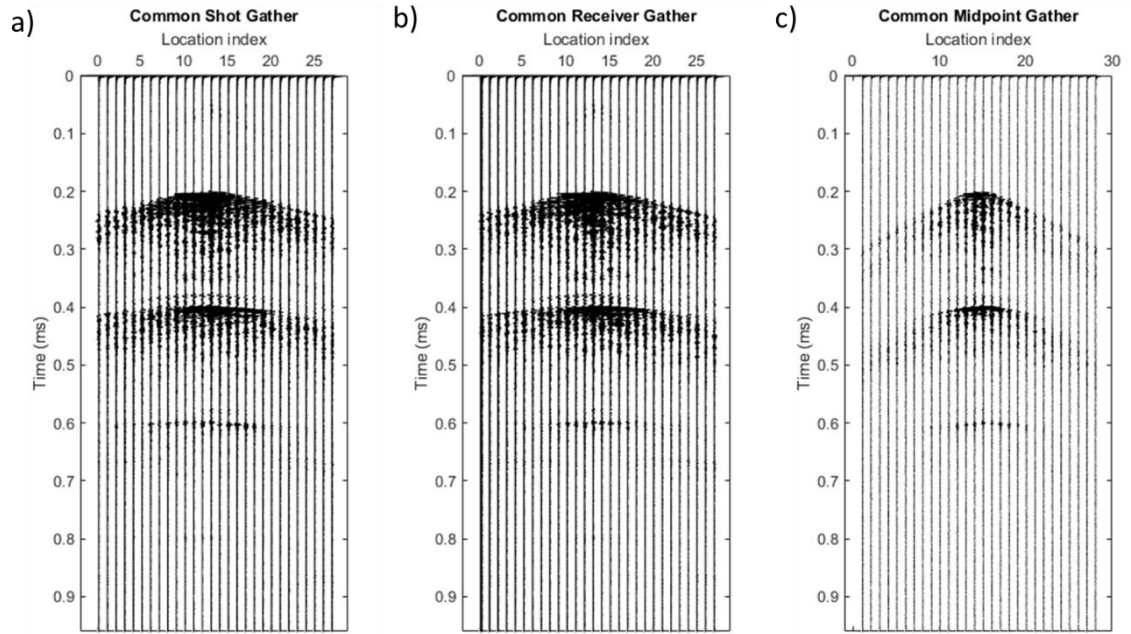 a)
Common Shot Gather
Location index
0 5 10 15 20 25
0
0.1
0.2
0.3
0.4
0.5
0.6
0.7
0.8
0.9
Time (ms)
b)
Common Receiver Gather
Location index
0 5 10 15 20 25
0
0.1
0.2
0.3
0.4
0.5
0.6
0.7
0.8
0.9
Time (ms)
c)
Common Midpoint Gather
Location index
0 10 20 30
0
0.1
0.2
0.3
0.4
0.5
0.6
0.7
0.8
0.9
Time (ms)